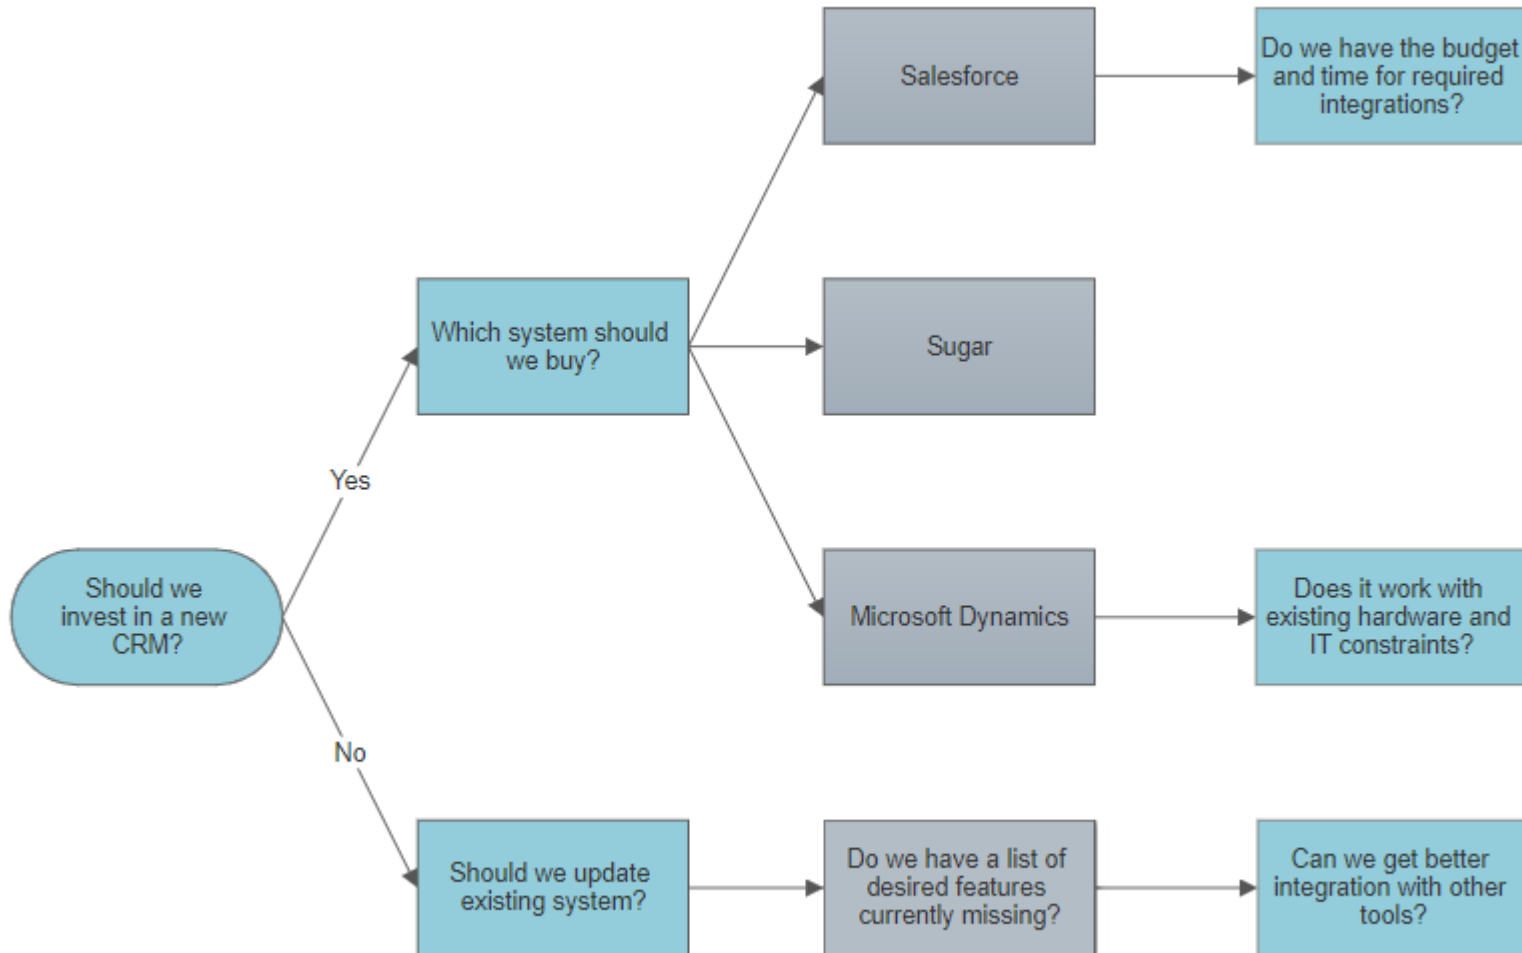 Salesforce
Do we have the budget
and time for required
integrations?
Which system should
we buy?
Sugar
Yes
Should we
invest in a new
CRM?
Microsoft Dynamics
Does it work with
existing hardware and
IT constraints?
No
Should we update
existing system?
Do we have a list of
desired features
currently missing?
Can we get better
integration with other
tools?